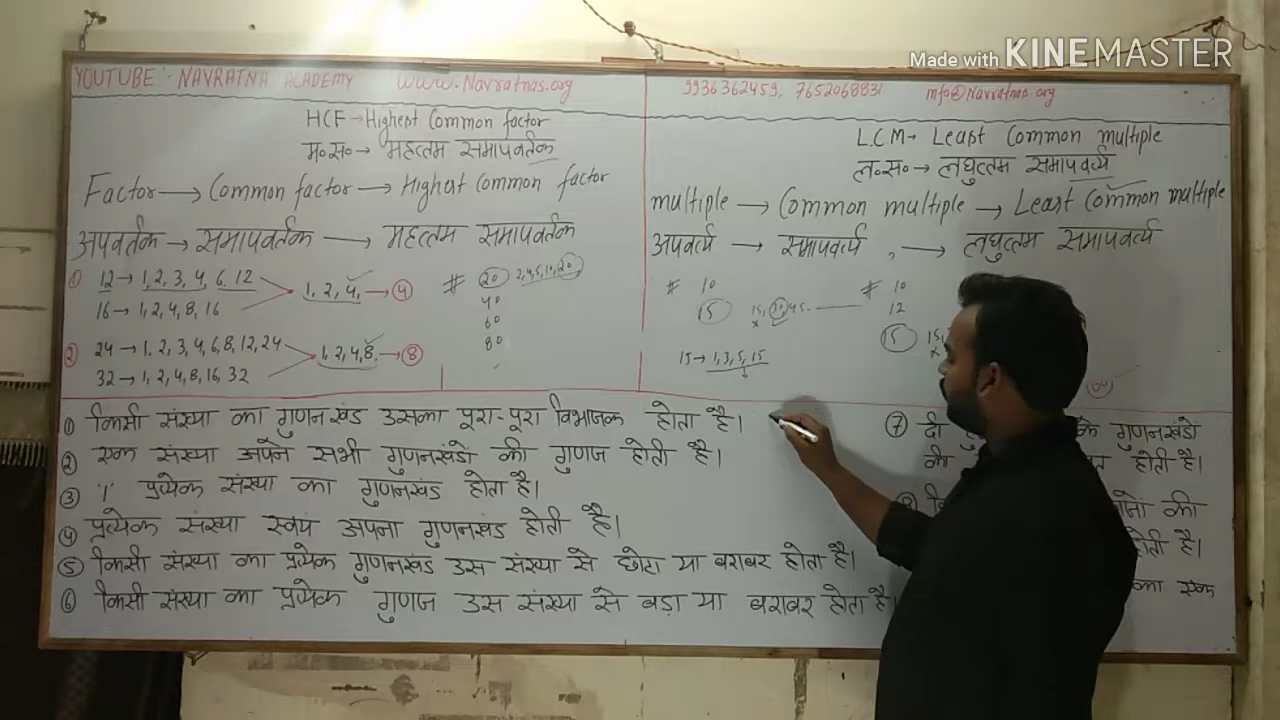 Made with KINEMASTER
YOUTUBE: NAVRATNA ACADEMY www.Navratnas.org 9936362459, 7652068831 info@Navratnas.org
HCF → Highest Common factor
म०स० → महत्तम समापवर्तक
Factor → Common factor → Highest Common factor
अपवर्तक → समापवर्तक → महत्तम समापवर्तक
① 12 → 1, 2, 3, 4, 6, 12
16 → 1, 2, 4, 8, 16
1, 2, 4, → ④
② 24 → 1, 2, 3, 4, 6, 8, 12, 24
32 → 1, 2, 4, 8, 16, 32
1, 2, 4, 8, → ⑧
# 20 2, 4, 5, 10, 20
40
60
80
L.C.M → Least Common multiple
ल०स० → लघुत्तम समापवर्त्य
multiple → Common multiple → Least Common multiple
अपवर्त्य → समापवर्त्य → लघुत्तम समापवर्त्य
# 10
15 15, 30, 45
15 → 1, 3, 5, 15
# 10
12
15 15,
① किसी संख्या का गुणनखंड उसका पूरा-पूरा विभाजक होता है।
② एक संख्या अपने सभी गुणनखंडो की गुणज होती है।
③ '1' प्रत्येक संख्या का गुणनखंड होता है।
④ प्रत्येक संख्या स्वयं अपना गुणनखंड होती है।
⑤ किसी संख्या का प्रत्येक गुणनखंड उस संख्या से छोटा या बराबर होता है।
⑥ किसी संख्या का प्रत्येक गुणज उस संख्या से बड़ा या बराबर होता है।
⑦ दो के गुणनखंडो
की होती है।
की
होती है।
का एक